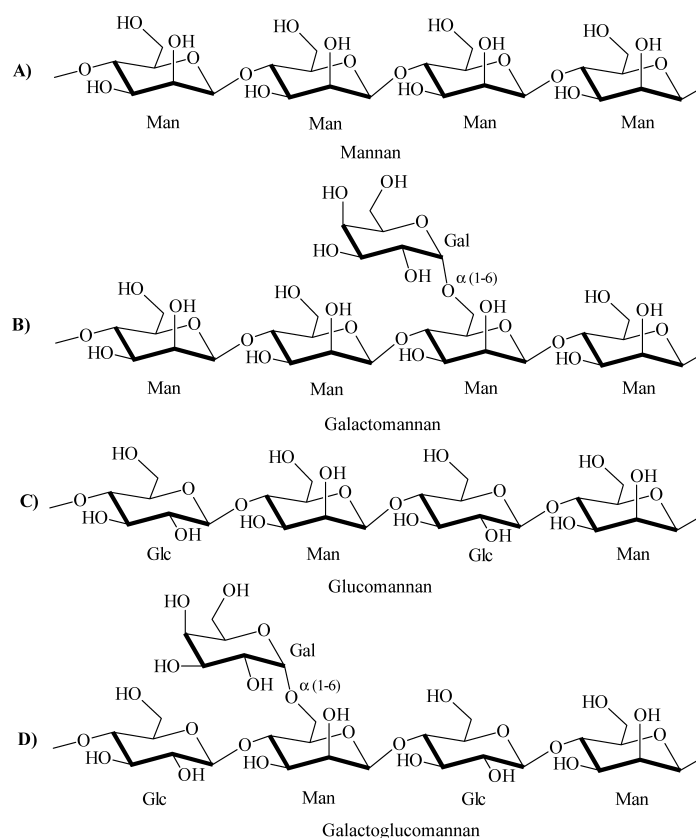 HO OH HO OH HO OH HO OH
A) O O O O O O O O
HO HO HO HO
Man Man Man Man
Mannan
OH
HO
O
Gal
HO
OH α (1-6)
O
HO OH HO OH OH HO OH
B) O O O O O O O O
HO HO HO HO
Man Man Man Man
Galactomannan
HO HO OH HO HO OH
C) O O O O O O O O
HO OH HO HO OH HO
Glc Man Glc Man
Glucomannan
OH
HO
O
Gal
HO
OH α (1-6)
O
HO OH HO HO OH
D) O O O O O O O O
HO OH HO HO OH HO
Glc Man Glc Man
Galactoglucomannan